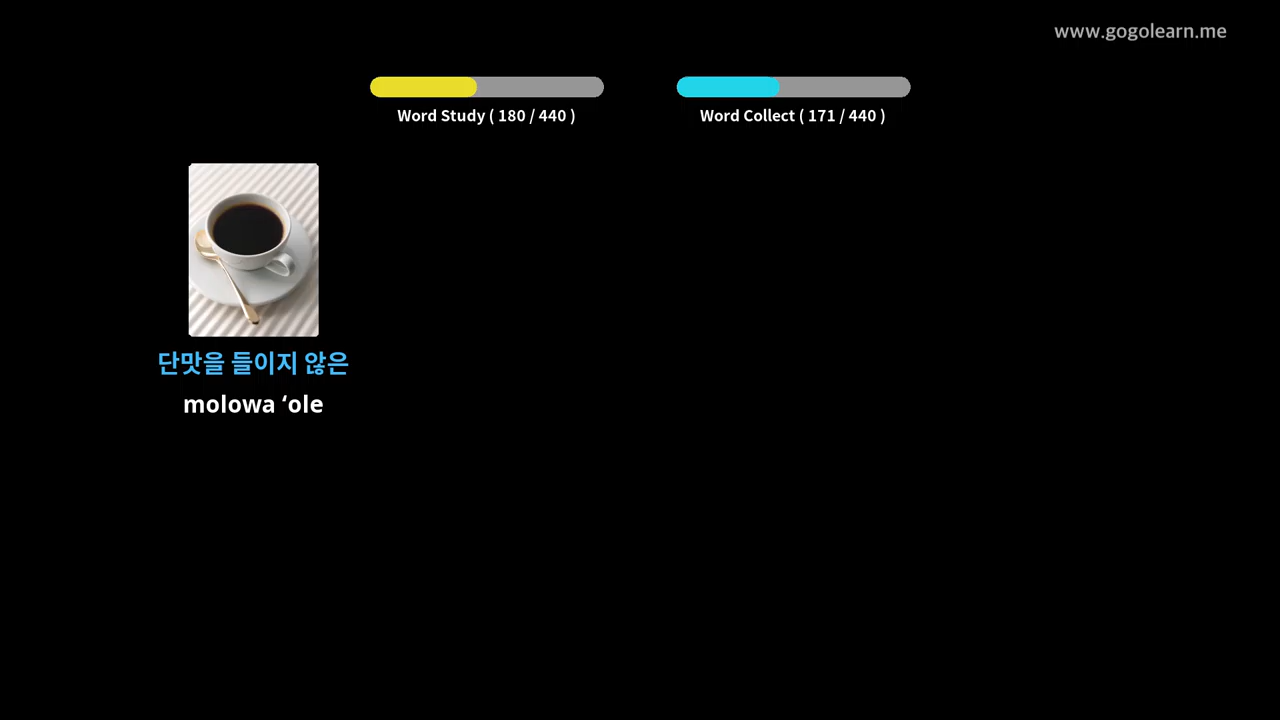 www.gogolearn.me
Word Study ( 180 / 440 )
Word Collect ( 171 / 440 )
단맛을 들이지 않은
molowa ‘ole